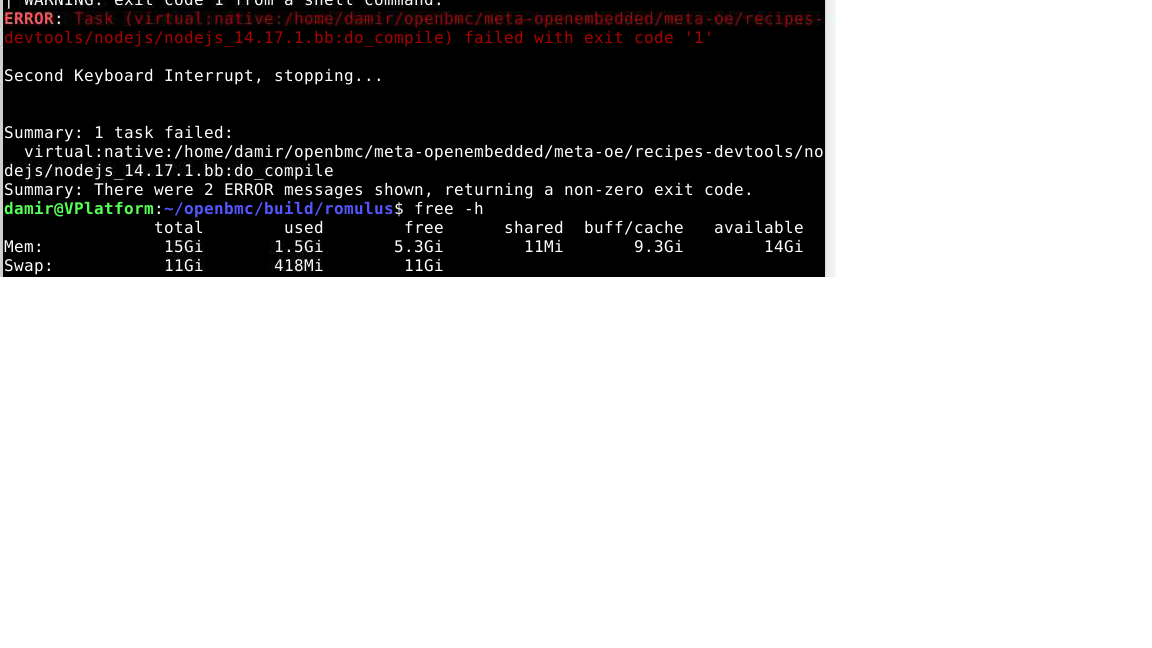 | WARNING: exit code 1 from a shell command.
ERROR: Task (virtual:native:/home/damir/openbmc/meta-openembedded/meta-oe/recipes-
devtools/nodejs/nodejs_14.17.1.bb:do_compile) failed with exit code '1'
Second Keyboard Interrupt, stopping...
Summary: 1 task failed:
virtual:native:/home/damir/openbmc/meta-openembedded/meta-oe/recipes-devtools/no
dejs/nodejs_14.17.1.bb:do_compile
Summary: There were 2 ERROR messages shown, returning a non-zero exit code.
damir@VPlatform:~/openbmc/build/romulus$ free -h
total used free shared buff/cache available
Mem: 15Gi 1.5Gi 5.3Gi 11Mi 9.3Gi 14Gi
Swap: 11Gi 418Mi 11Gi